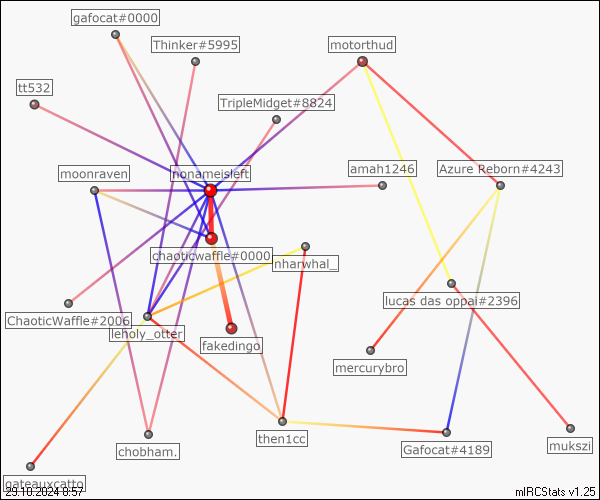 gafocat#0000
Thinker#5995
motorthud
tt532
TripleMidget#8824
moonraven
nonameisleft
amah1246
Azure Reborn#4243
chaoticwaffle#0000
nharwhal_
ChaoticWaffle#2006
leholy_otter
lucas das oppai#2396
fakedingo
mercurybro
then1cc
Gafocat#4189
mukszi
chobham.
gateauxcatto
29.10.2024 0:57
mIRCStats v1.25